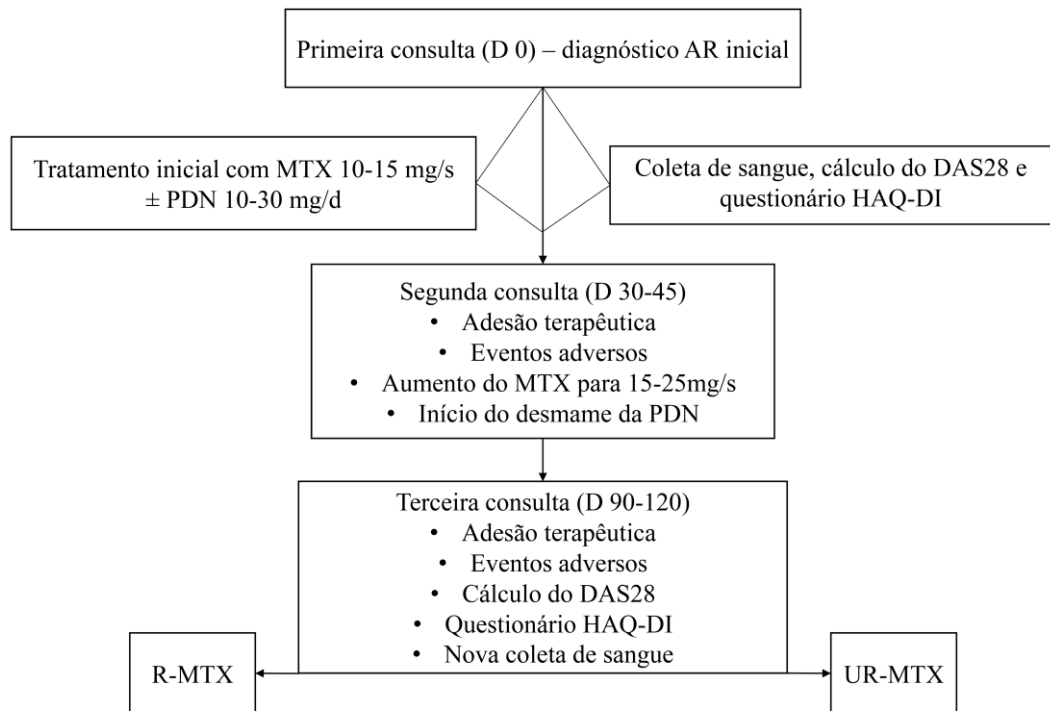 Primeira consulta (D 0) – diagnóstico AR inicial
Tratamento inicial com MTX 10-15 mg/s
± PDN 10-30 mg/d
Coleta de sangue, cálculo do DAS28 e
questionário HAQ-DI
Segunda consulta (D 30-45)
• Adesão terapêutica
• Eventos adversos
• Aumento do MTX para 15-25mg/s
• Início do desmame da PDN
Terceira consulta (D 90-120)
• Adesão terapêutica
• Eventos adversos
• Cálculo do DAS28
• Questionário HAQ-DI
• Nova coleta de sangue
R-MTX
UR-MTX